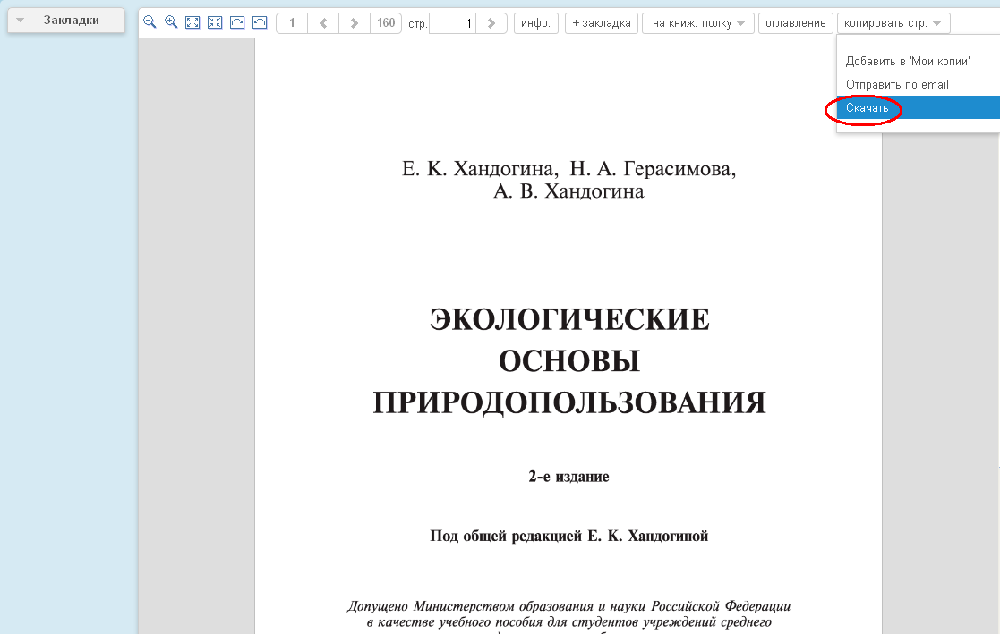 Закладки
1 160 стр. 1 инфо. + закладка на книж. полку оглавление копировать стр.
Добавить в 'Мои копии'
Отправить по email
Скачать
Е. К. Хандогина, Н. А. Герасимова,
А. В. Хандогина
ЭКОЛОГИЧЕСКИЕ
ОСНОВЫ
ПРИРОДОПОЛЬЗОВАНИЯ
2-е издание
Под общей редакцией Е. К. Хандогиной
Допущено Министерством образования и науки Российской Федерации
в качестве учебного пособия для студентов учреждений среднего